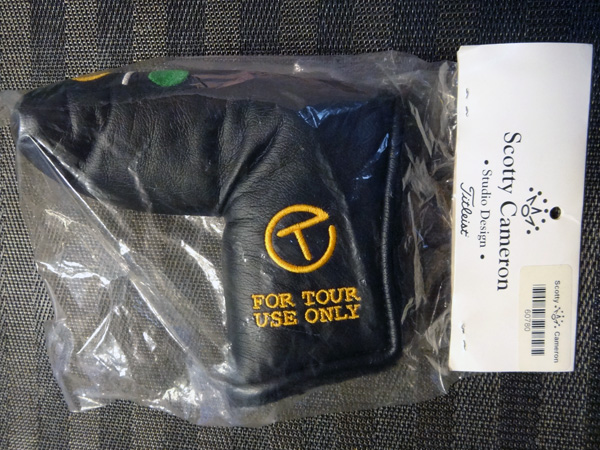 T
FOR TOUR
USE ONLY
Scotty Cameron
• Studio Design •
Titleist
Scotty Cameron
60780